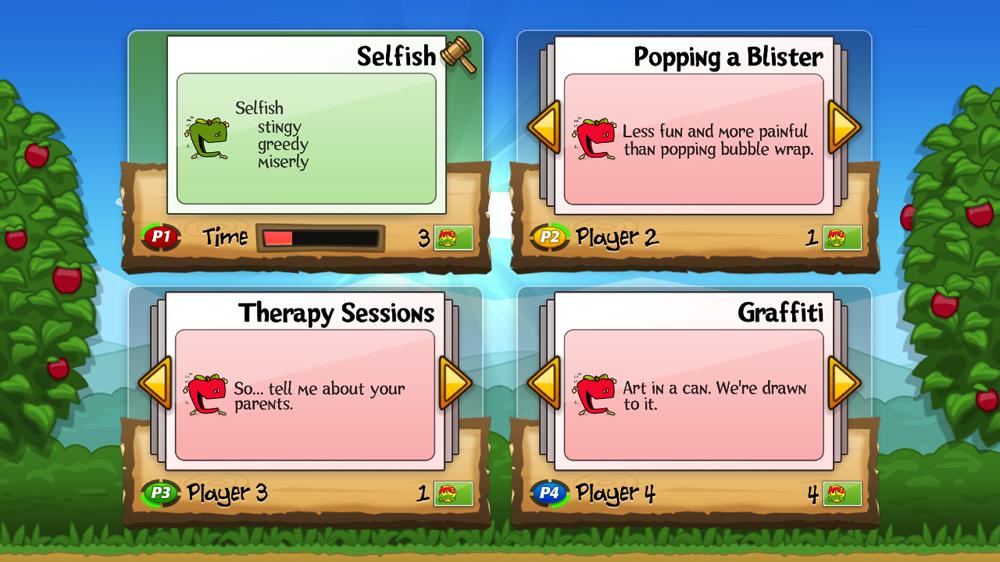 Selfish
Selfish
stingy
greedy
miserly
P1 Time 3
Popping a Blister
Less fun and more painful
than popping bubble wrap.
P2 Player 2 1
Therapy Sessions
So... tell me about your
parents.
P3 Player 3 1
Graffiti
Art in a can. We're drawn
to it.
P4 Player 4 4